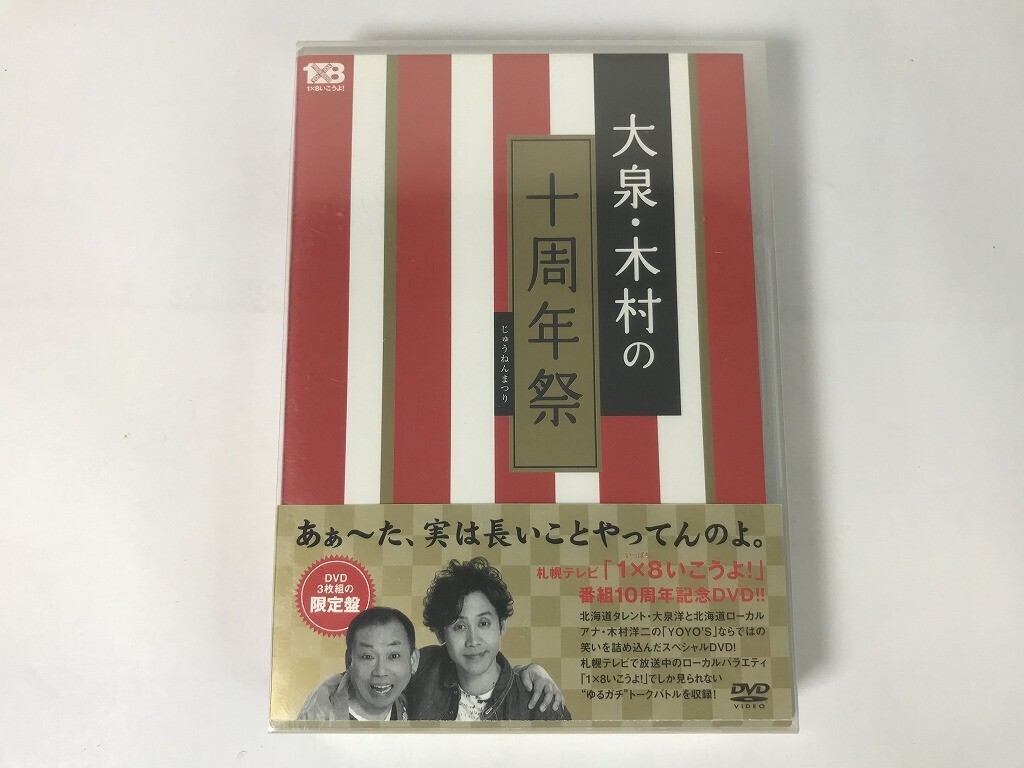 1×8
1×8いこうよ!
大泉・木村の
十周年祭
じゅうねんまつり
あぁ〜た、実は長いことやってんのよ。
DVD
3枚組の
限定盤
いっぱち
札幌テレビ「1×8いこうよ!」
番組10周年記念DVD!!
北海道タレント・大泉洋と北海道ローカル
アナ・木村洋二の「YOYO'S」ならではの
笑いを詰め込んだスペシャルDVD!
札幌テレビで放送中のローカルバラエティ
「1×8いこうよ!」でしか見られない
“ゆるガチ”トークバトルを収録!
DVD
VIDEO